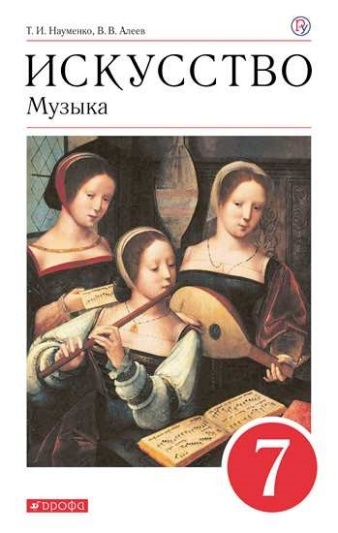 Т. И. Науменко, В. В. Алеев
ИСКУССТВО
Музыка
7
дрофа